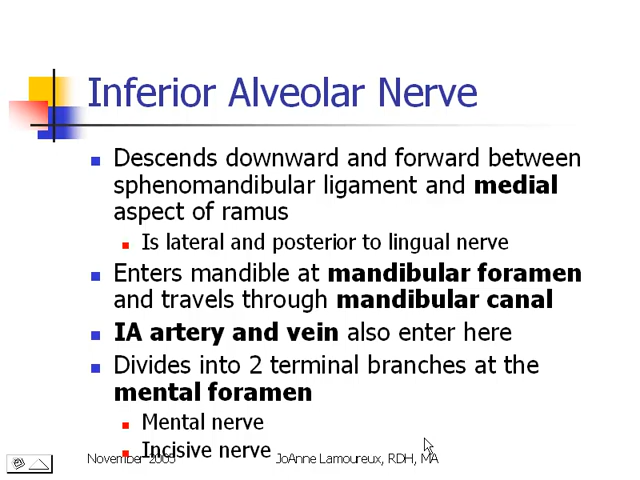 Inferior Alveolar Nerve
Descends downward and forward between
sphenomandibular ligament and medial
aspect of ramus
Is lateral and posterior to lingual nerve
Enters mandible at mandibular foramen
and travels through mandibular canal
IA artery and vein also enter here
Divides into 2 terminal branches at the
mental foramen
Mental nerve
Incisive nerve
November 2005
JoAnne Lamoureux, RDH, MA